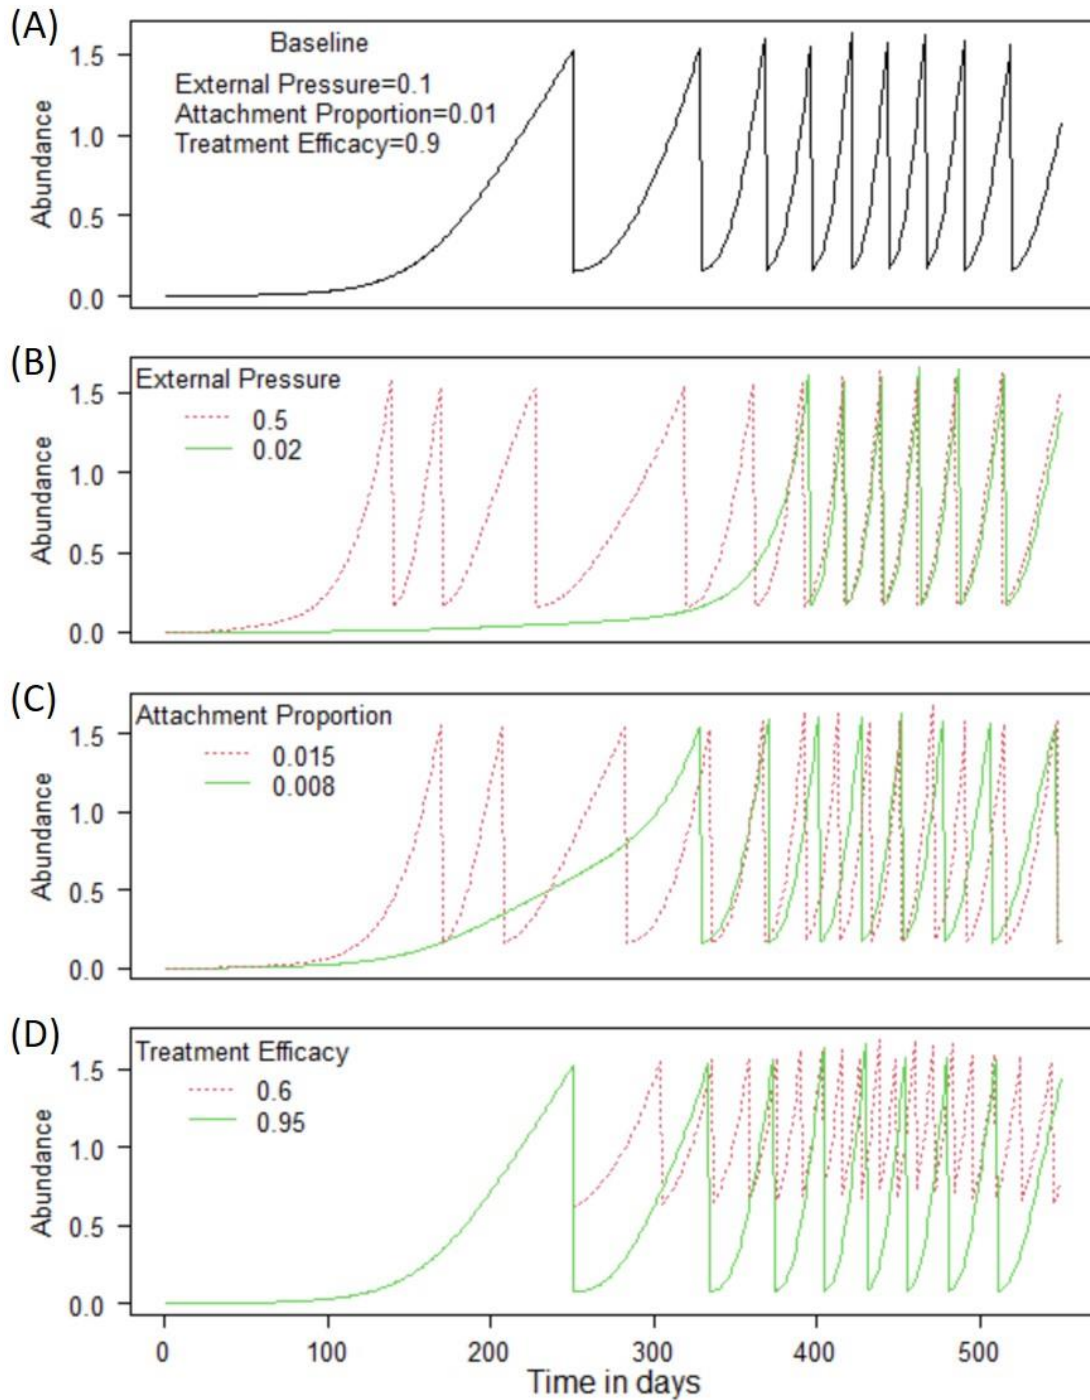 (A)
Baseline
External Pressure=0.1
Attachment Proportion=0.01
Treatment Efficacy=0.9
Abundance
1.5
1.0
0.5
0.0
(B)
External Pressure
0.5
0.02
Abundance
1.5
1.0
0.5
0.0
(C)
Attachment Proportion
0.015
0.008
Abundance
1.5
1.0
0.5
0.0
(D)
Treatment Efficacy
0.6
0.95
Abundance
1.5
1.0
0.5
0.0
0 100 200 300 400 500
Time in days